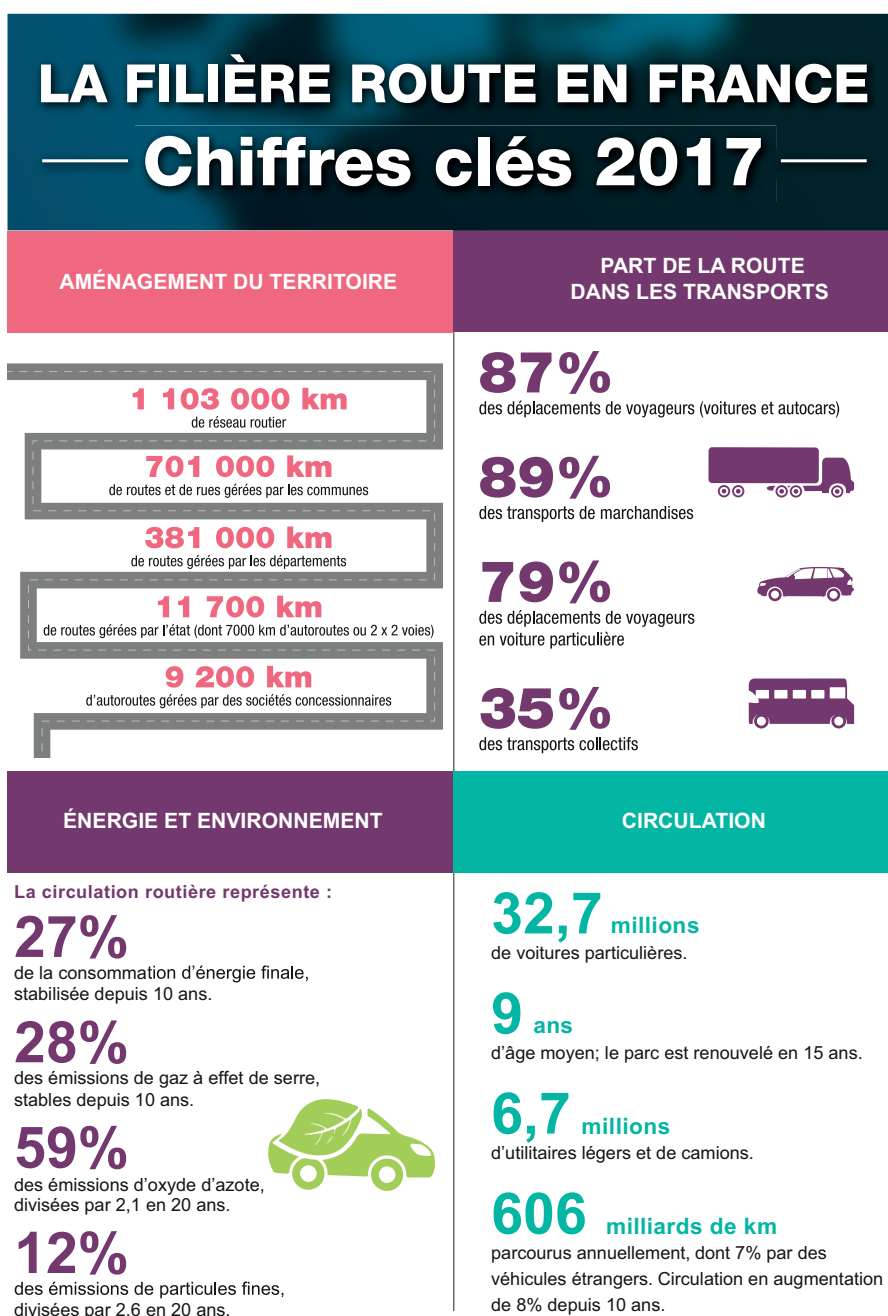 LA FILIÈRE ROUTE EN FRANCE
Chiffres clés 2017
AMÉNAGEMENT DU TERRITOIRE
1 103 000 km
de réseau routier
701 000 km
de routes et de rues gérées par les communes
381 000 km
de routes gérées par les départements
11 700 km
de routes gérées par l'état (dont 7000 km d'autoroutes ou 2 x 2 voies)
9 200 km
d'autoroutes gérées par des sociétés concessionnaires
PART DE LA ROUTE
DANS LES TRANSPORTS
87%
des déplacements de voyageurs (voitures et autocars)
89%
des transports de marchandises
79%
des déplacements de voyageurs
en voiture particulière
35%
des transports collectifs
ÉNERGIE ET ENVIRONNEMENT
La circulation routière représente :
27%
de la consommation d'énergie finale,
stabilisée depuis 10 ans.
28%
des émissions de gaz à effet de serre,
stables depuis 10 ans.
59%
des émissions d'oxyde d'azote,
divisées par 2,1 en 20 ans.
12%
des émissions de particules fines,
divisées par 2,6 en 20 ans.
CIRCULATION
32,7 millions
de voitures particulières.
9 ans
d'âge moyen; le parc est renouvelé en 15 ans.
6,7 millions
d'utilitaires légers et de camions.
606 milliards de km
parcourus annuellement, dont 7% par des
véhicules étrangers. Circulation en augmentation
de 8% depuis 10 ans.